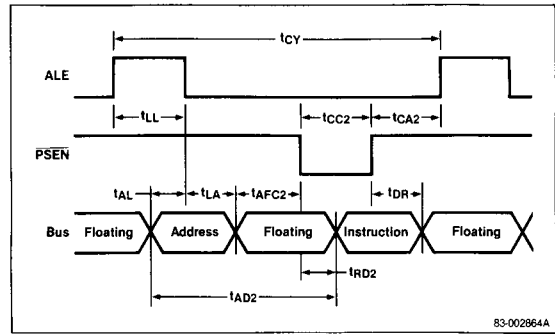 tCY
ALE
tLL
tCC2
tCA2
PSEN
tAL
tLA
tAFC2
tDR
Bus
Floating
Address
Floating
Instruction
Floating
tRD2
tAD2
83-002864A